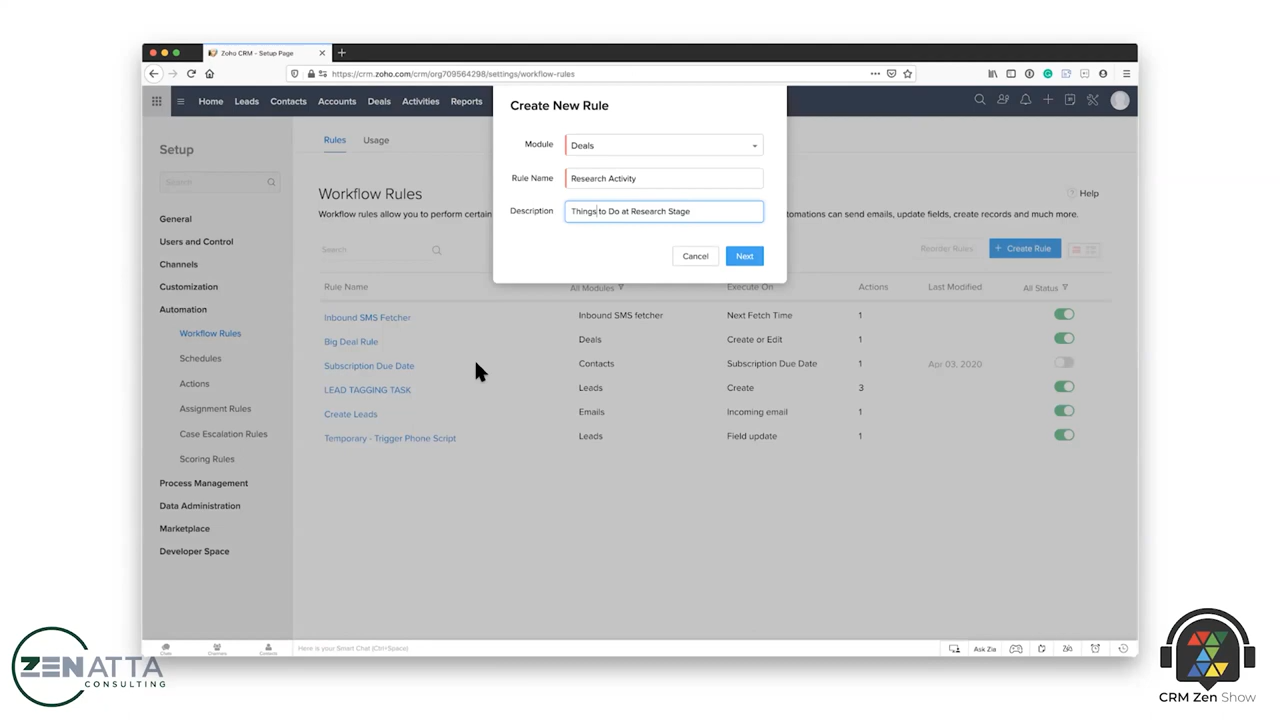 Zoho CRM - Setup Page
https://crm.zoho.com/crm/org709564298/settings/workflow-rules
Home Leads Contacts Accounts Deals Activities Reports
Create New Rule
Module Deals
Rule Name Research Activity
Description Things to Do at Research Stage
Cancel Next
Setup
Search
General
Users and Control
Channels
Customization
Automation
Workflow Rules
Schedules
Actions
Assignment Rules
Case Escalation Rules
Scoring Rules
Process Management
Data Administration
Marketplace
Developer Space
Rules Usage
Workflow Rules
Help
Workflow rules allow you to perform certain
omations can send emails, update fields, create records and much more.
Search
Reorder Rules + Create Rule
Rule Name All Modules Execute On Actions Last Modified All Status
Inbound SMS Fetcher Inbound SMS fetcher Next Fetch Time 1
Big Deal Rule Deals Create or Edit 1
Subscription Due Date Contacts Subscription Due Date 1 Apr 03, 2020
LEAD TAGGING TASK Leads Create 3
Create Leads Emails Incoming email 1
Temporary - Trigger Phone Script Leads Field update 1
Chats Channels Contacts
Here is your Smart Chat (Ctrl+Space)
Ask Zia
ZENATTA
CONSULTING
CRM Zen Show